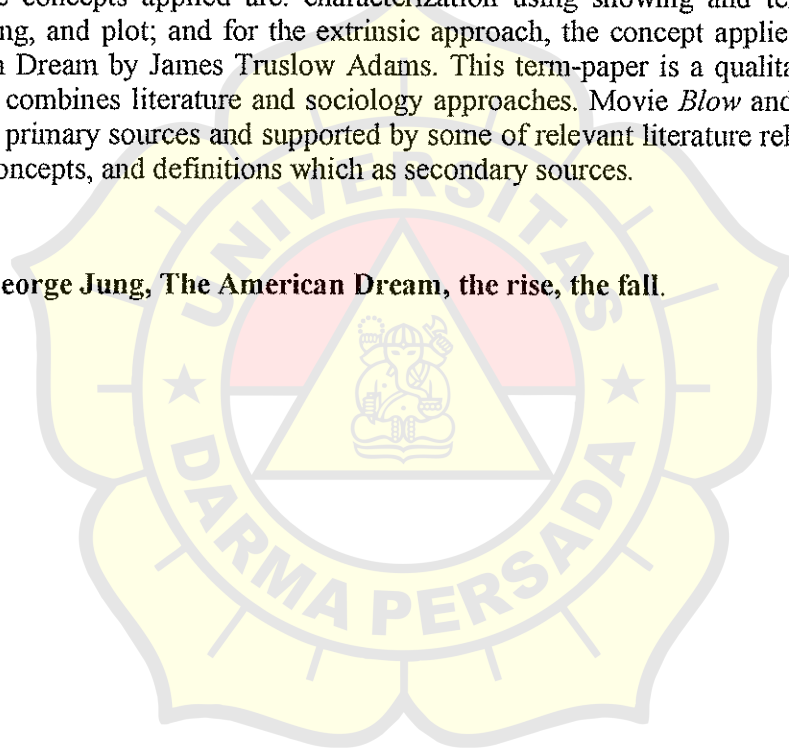 concepts applied are: characterization using showing and
ng, and plot; and for the extrinsic approach, the concept applie
n Dream by James Truslow Adams. This term-paper is a qualita
combines literature and sociology approaches. Movie Blow and
primary sources and supported by some of relevant literature rel
oncepts, and definitions which as secondary sources.
eorge Jung, The American Dream, the rise, the fall.
UNIVERSITAS
DARMA PERSADA